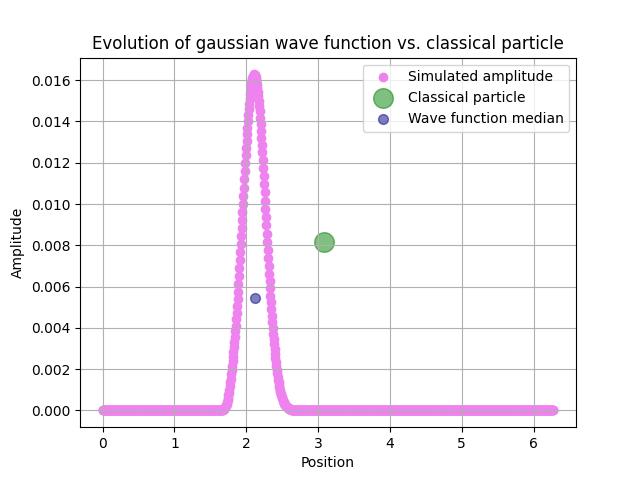 Evolution of gaussian wave function vs. classical particle
Simulated amplitude
Classical particle
Wave function median
0.016
0.014
0.012
0.010
0.008
0.006
0.004
0.002
0.000
Amplitude
0 1 2 3 4 5 6
Position